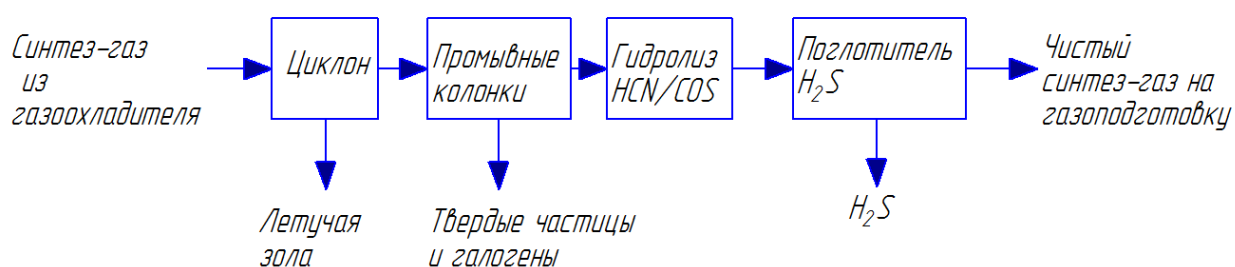 Синтез-газ
из
газоохладителя
Циклон
Промывные
колонки
Гидролиз
HCN/COS
Поглотитель
H₂S
Чистый
синтез-газ на
газоподготовку
Летучая
зола
Твердые частицы
и галогены
H₂S